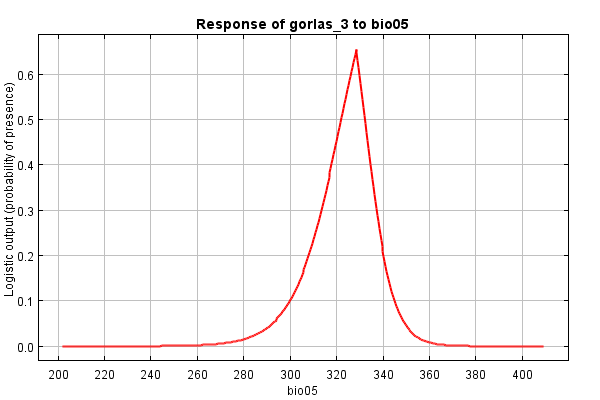 Response of gorlas_3 to bio05
Logistic output (probability of presence)
0.6
0.5
0.4
0.3
0.2
0.1
0.0
200 220 240 260 280 300 320 340 360 380 400
bio05